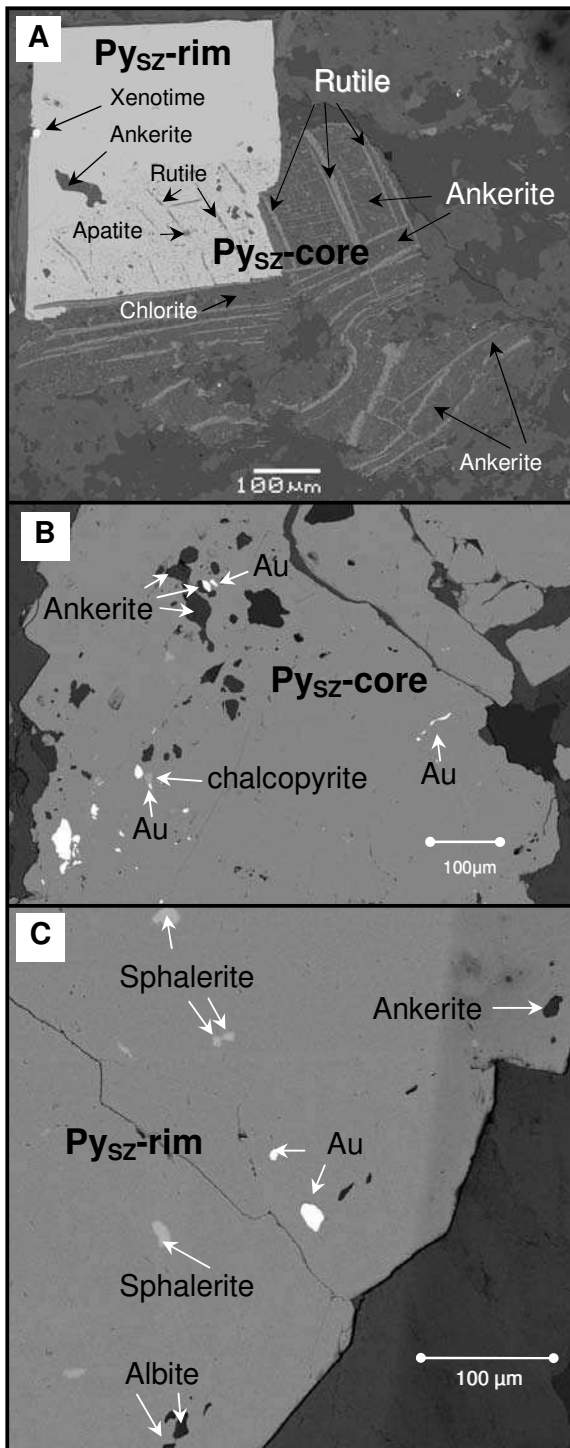 A
PySZ-rim
Xenotime
Rutile
Ankerite
Rutile
Ankerite
Apatite
PySZ-core
Chlorite
Ankerite
100µm
B
Au
Ankerite
PySZ-core
chalcopyrite
Au
Au
100µm
C
Sphalerite
Ankerite
PySZ-rim
Au
Sphalerite
Albite
100 µm